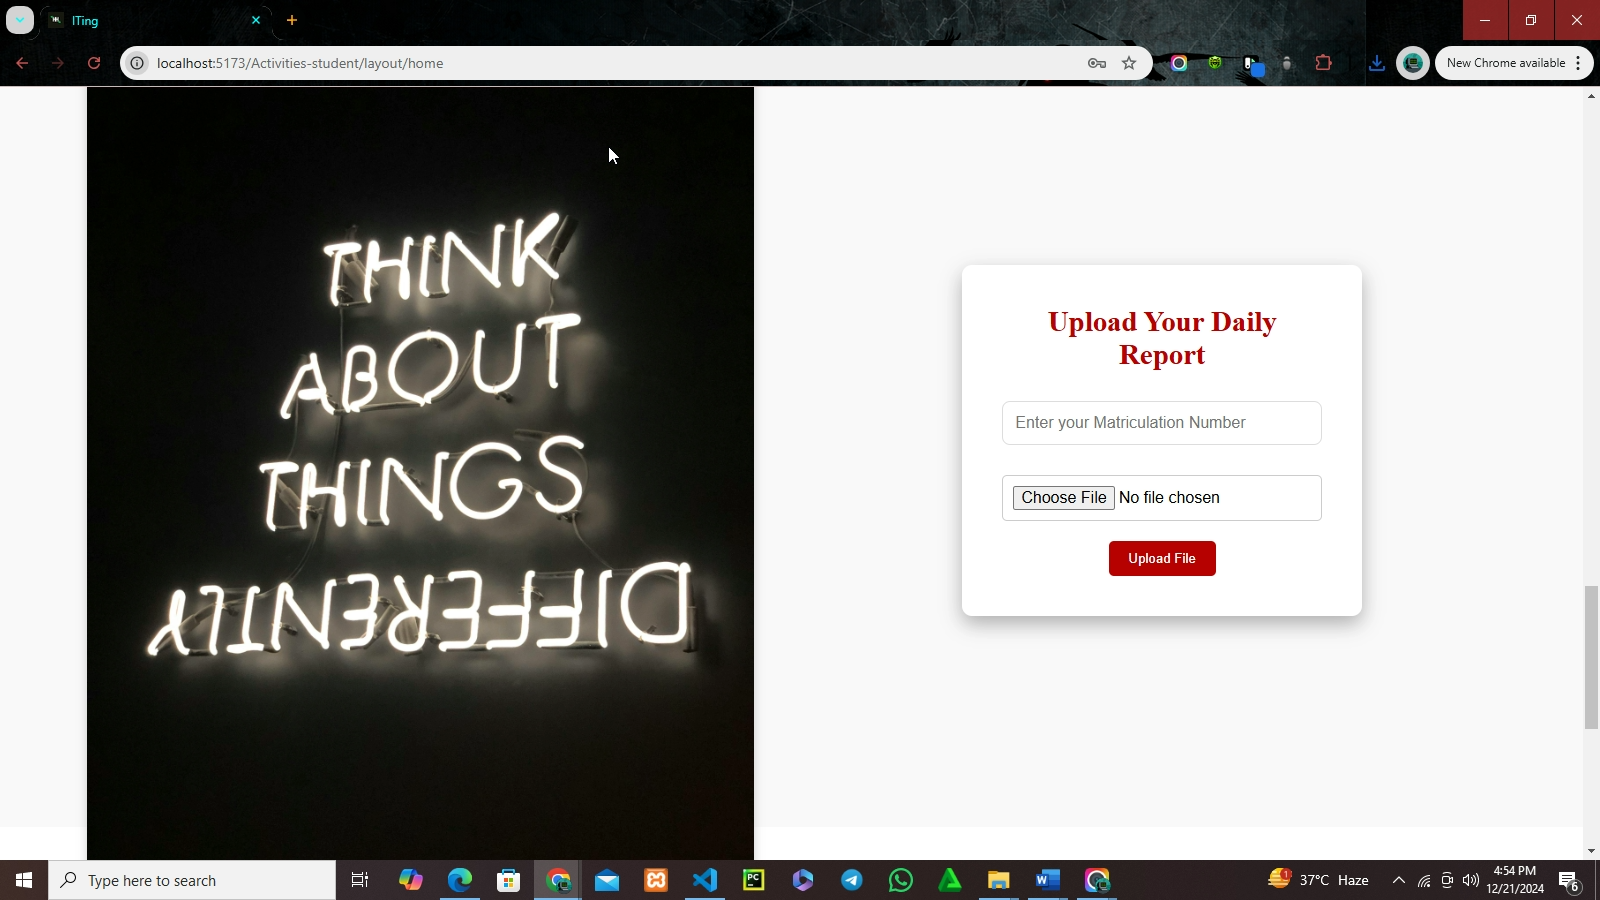 ITing
localhost:5173/Activities-student/layout/home
New Chrome available
THINK
ABOUT
THINGS
DIFFERENTLY
Upload Your Daily
Report
Enter your Matriculation Number
Choose File No file chosen
Upload File
Type here to search
PC
W
1
37°C Haze
4:54 PM
12/21/2024
6